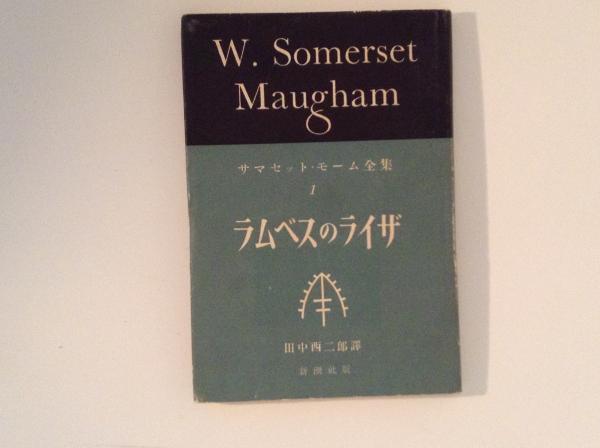 W. Somerset
Maugham
サマセット・モーム全集
1
ラムベスのライザ
田中西二郎譯
新潮社版